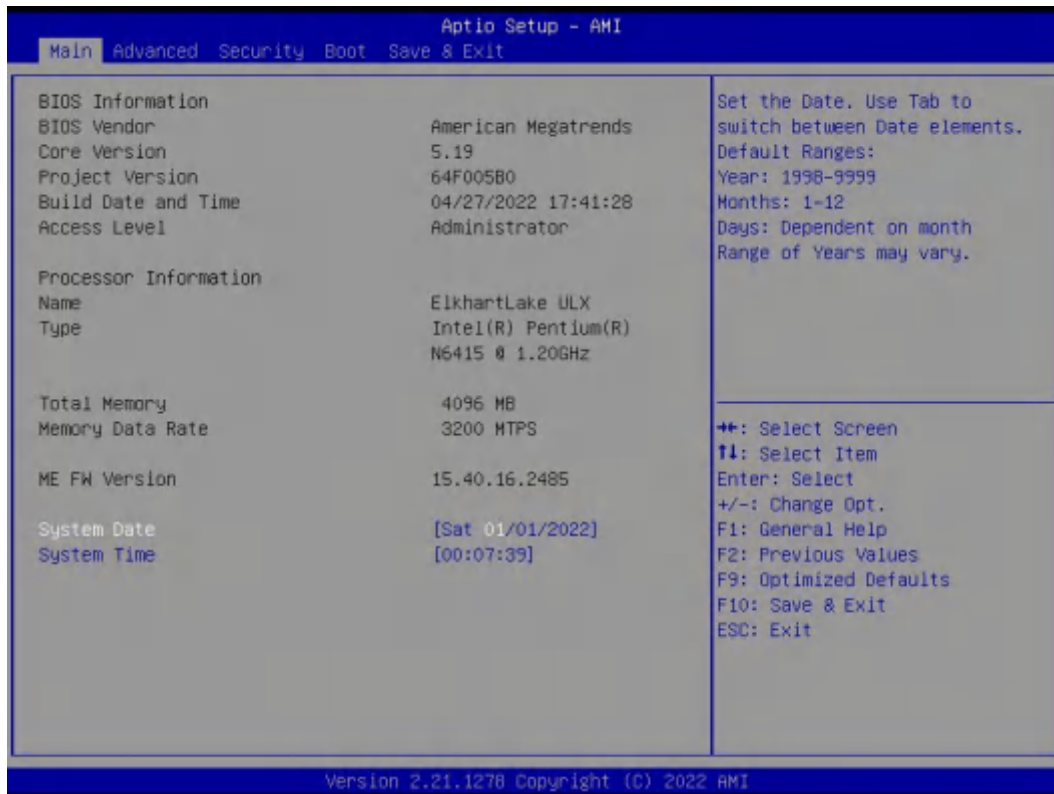 Aptio Setup - AMI
Main Advanced Security Boot Save & Exit
BIOS Information
BIOS Vendor American Megatrends
Core Version 5.19
Project Version 64F005B0
Build Date and Time 04/27/2022 17:41:28
Access Level Administrator
Processor Information
Name ElkhartLake ULX
Type Intel(R) Pentium(R)
N6415 @ 1.20GHz
Total Memory 4096 MB
Memory Data Rate 3200 MTPS
ME FW Version 15.40.16.2485
System Date [Sat 01/01/2022]
System Time [00:07:39]
Set the Date. Use Tab to
switch between Date elements.
Default Ranges:
Year: 1998-9999
Months: 1-12
Days: Dependent on month
Range of Years may vary.
→←: Select Screen
↑↓: Select Item
Enter: Select
+/-: Change Opt.
F1: General Help
F2: Previous Values
F9: Optimized Defaults
F10: Save & Exit
ESC: Exit
Version 2.21.1278 Copyright (C) 2022 AMI